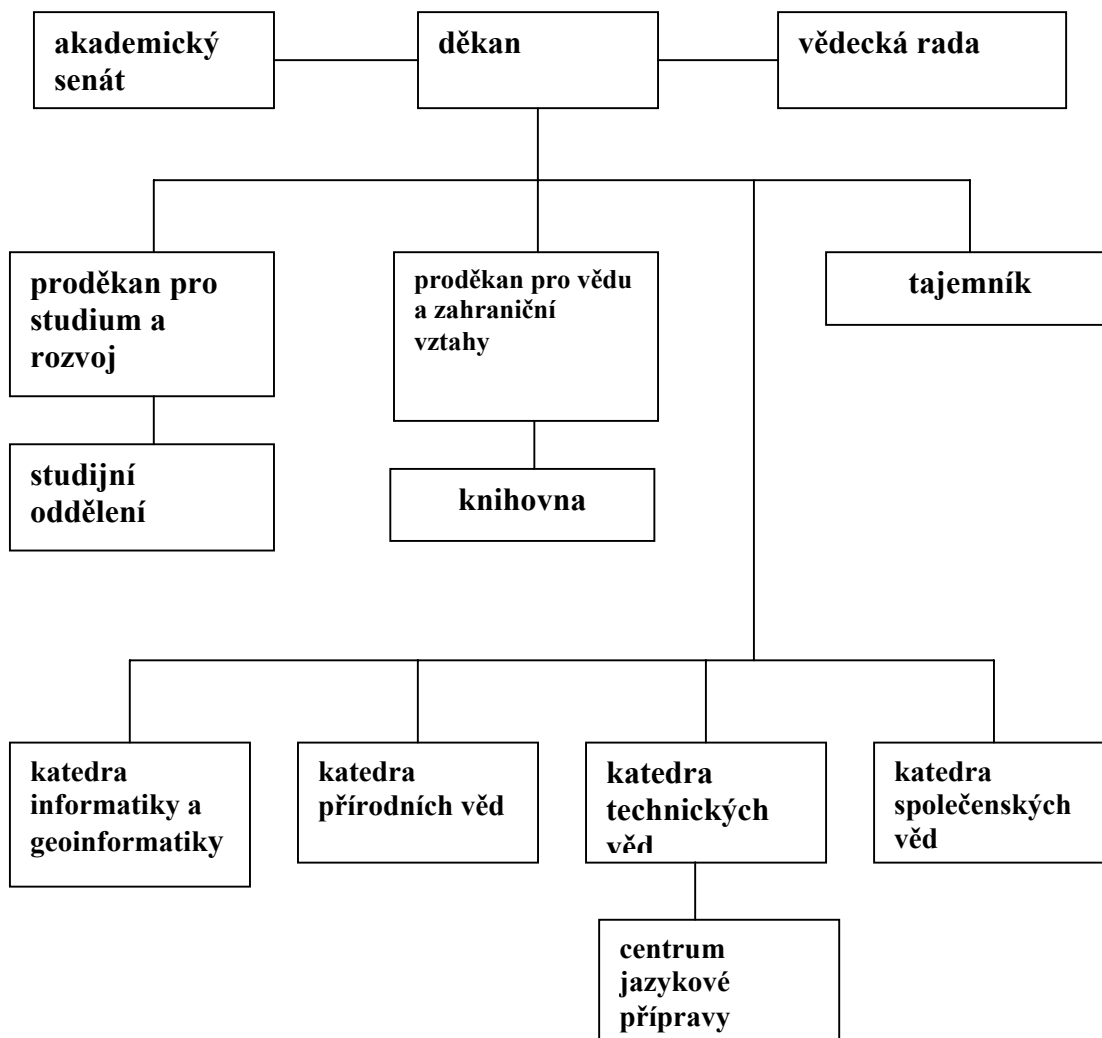 akademický
senát
děkan
vědecká rada
proděkan pro
studium a
rozvoj
proděkan pro vědu
a zahraniční
vztahy
tajemník
studijní
oddělení
knihovna
katedra
informatiky a
geoinformatiky
katedra
přírodních věd
katedra
technických
věd
katedra
společenských
věd
centrum
jazykové
přípravy